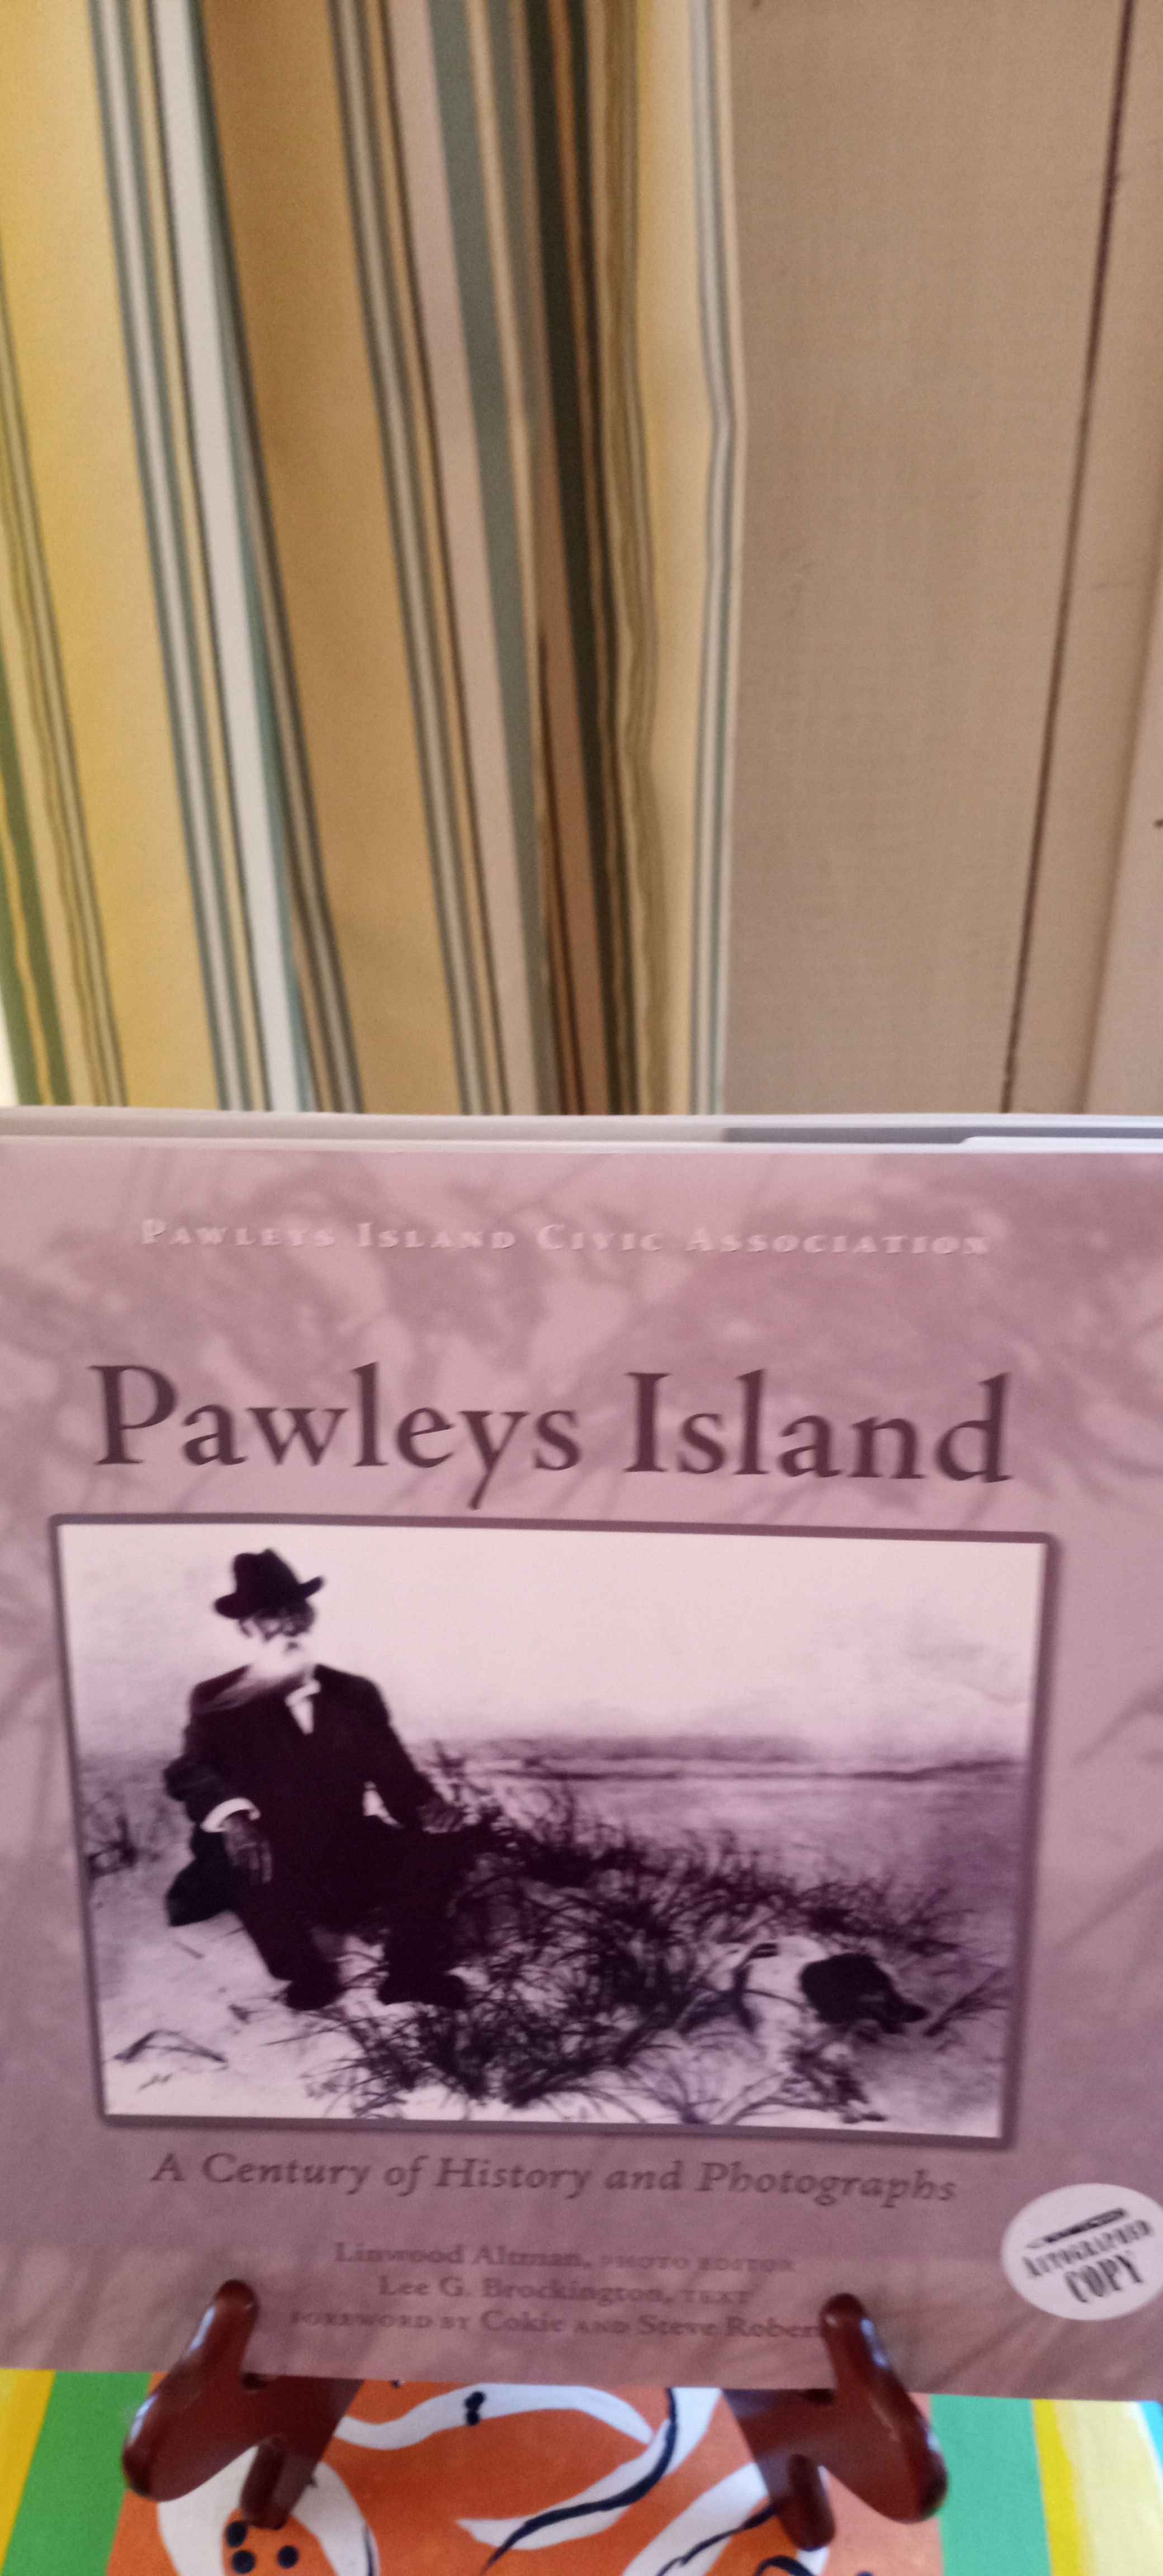 PAWLEYS ISLAND CIVIC ASSOCIATION
Pawleys Island
A Century of History and Photographs
AUTOGRAPHED
COPY
Linwood Altman, PHOTO EDITOR
Lee G. Brockington, TEXT
FOREWORD BY Cokie AND Steve Rober